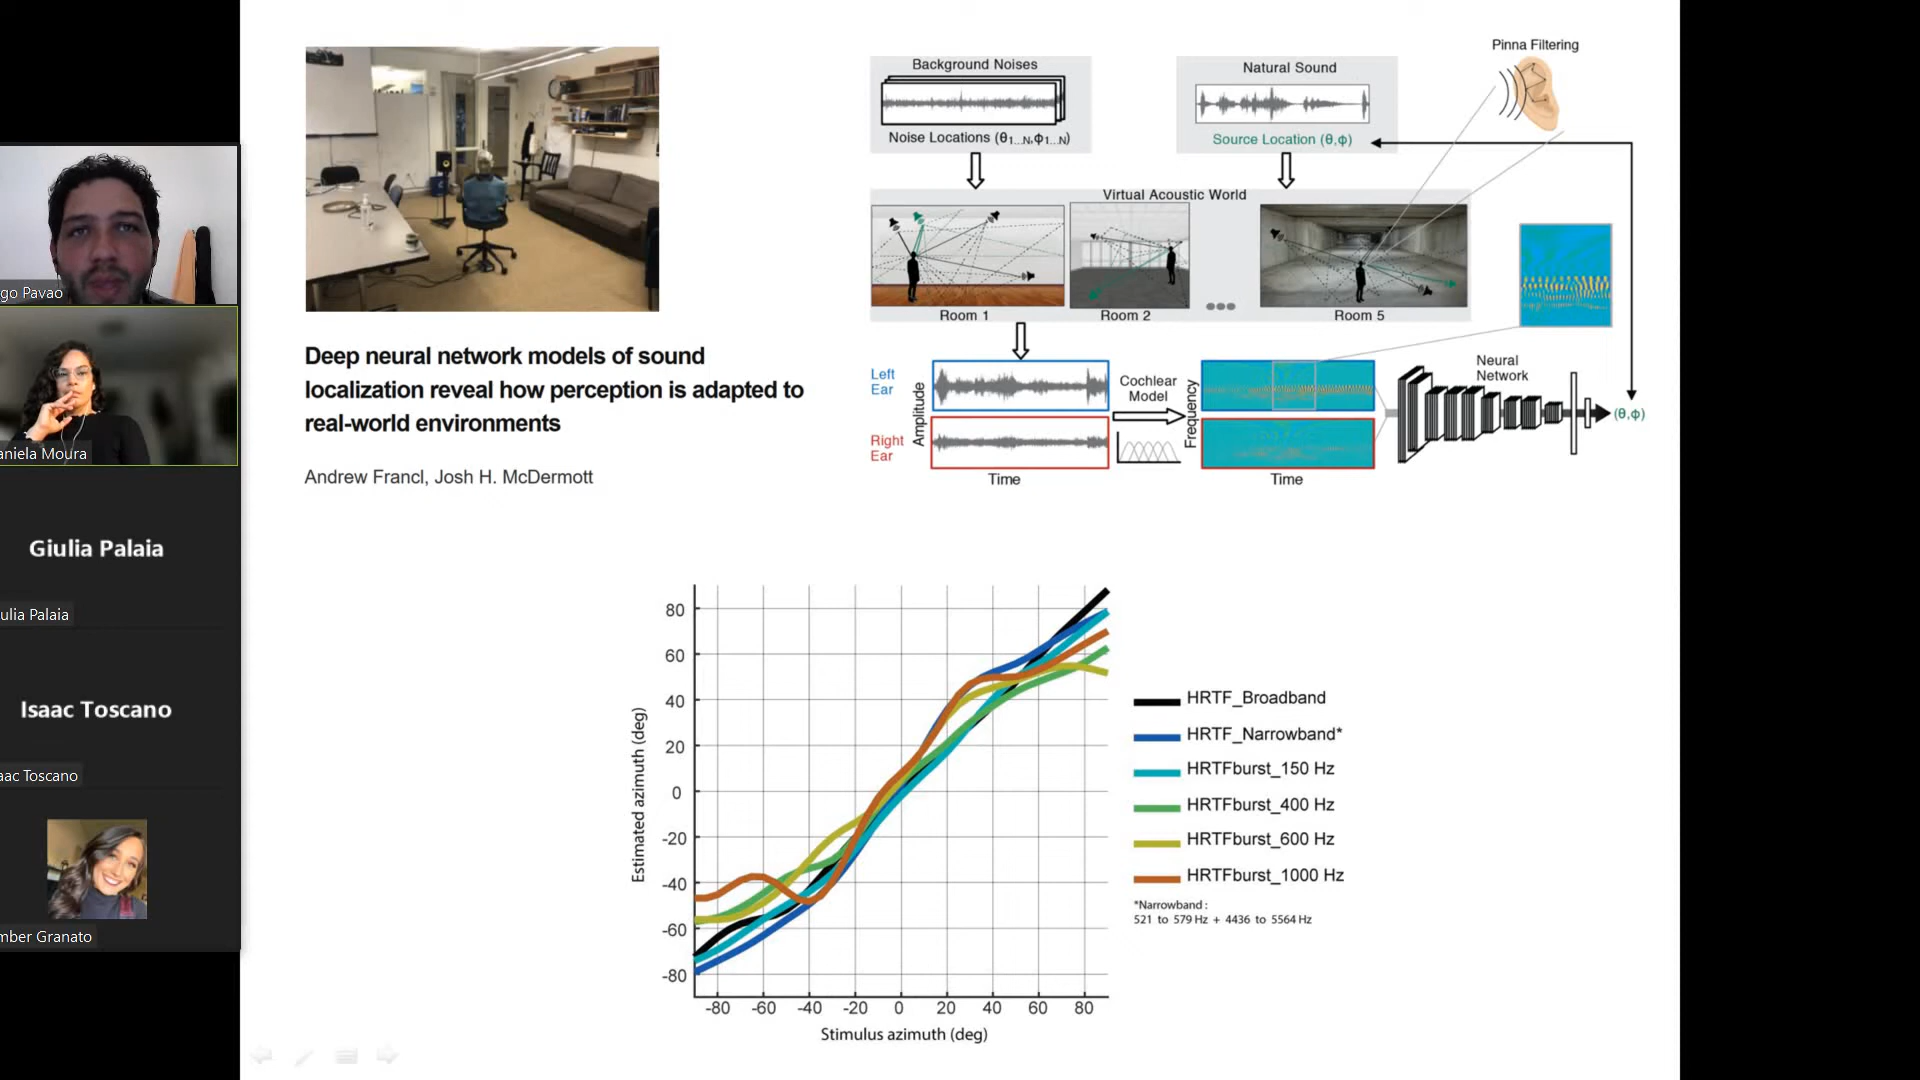 go Pavao
aniela Moura
Giulia Palaia
ulia Palaia
Isaac Toscano
aac Toscano
mber Granato
Deep neural network models of sound
localization reveal how perception is adapted to
real-world environments
Andrew Francl, Josh H. McDermott
Background Noises
Noise Locations (θ1...N,ϕ1...N)
Natural Sound
Source Location (θ,ϕ)
Pinna Filtering
Virtual Acoustic World
Room 1
Room 2
Room 5
Left
Ear
Right
Ear
Amplitude
Time
Cochlear
Model
Frequency
Time
Neural
Network
(θ,ϕ)
Estimated azimuth (deg)
80
60
40
20
0
-20
-40
-60
-80
-80 -60 -40 -20 0 20 40 60 80
Stimulus azimuth (deg)
HRTF_Broadband
HRTF_Narrowband*
HRTFburst_150 Hz
HRTFburst_400 Hz
HRTFburst_600 Hz
HRTFburst_1000 Hz
*Narrowband :
521 to 579 Hz + 4436 to 5564 Hz